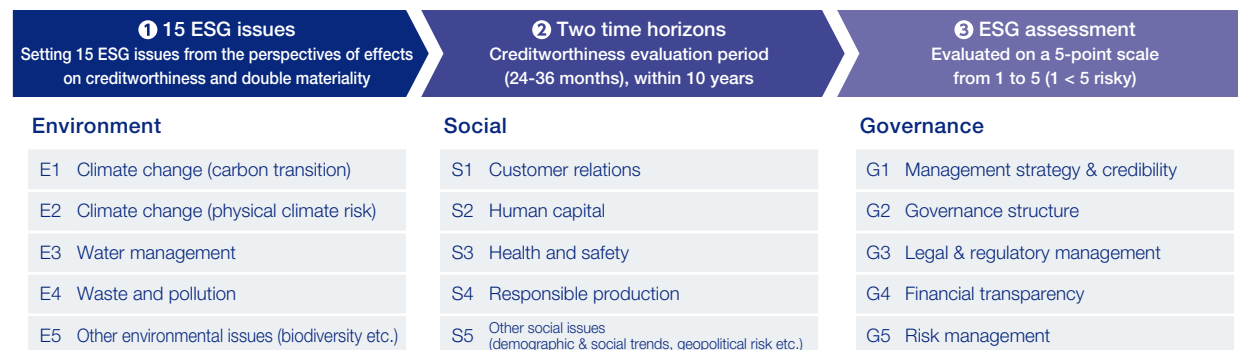 ❶ 15 ESG issues
Setting 15 ESG issues from the perspectives of effects
on creditworthiness and double materiality
❷ Two time horizons
Creditworthiness evaluation period
(24-36 months), within 10 years
❸ ESG assessment
Evaluated on a 5-point scale
from 1 to 5 (1 < 5 risky)
Environment
E1 Climate change (carbon transition)
E2 Climate change (physical climate risk)
E3 Water management
E4 Waste and pollution
E5 Other environmental issues (biodiversity etc.)
Social
S1 Customer relations
S2 Human capital
S3 Health and safety
S4 Responsible production
S5 Other social issues
(demographic & social trends, geopolitical risk etc.)
Governance
G1 Management strategy & credibility
G2 Governance structure
G3 Legal & regulatory management
G4 Financial transparency
G5 Risk management